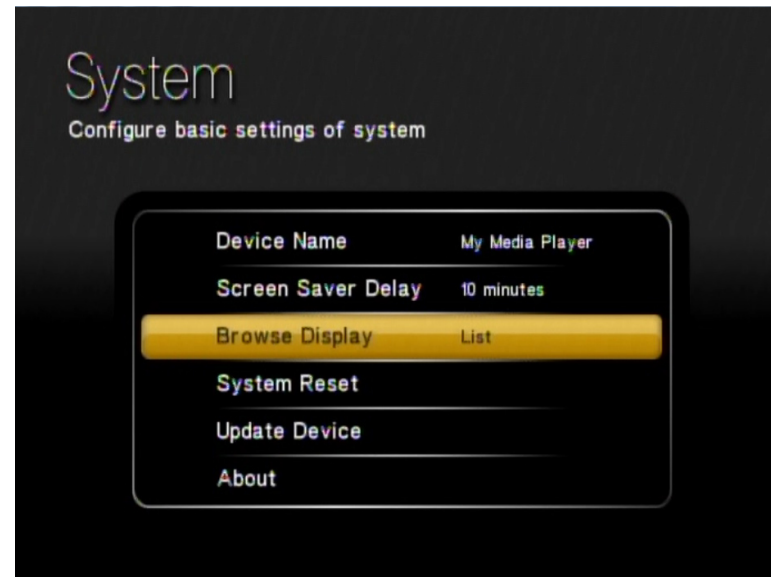 System
Configure basic settings of system
Device Name My Media Player
Screen Saver Delay 10 minutes
Browse Display List
System Reset
Update Device
About